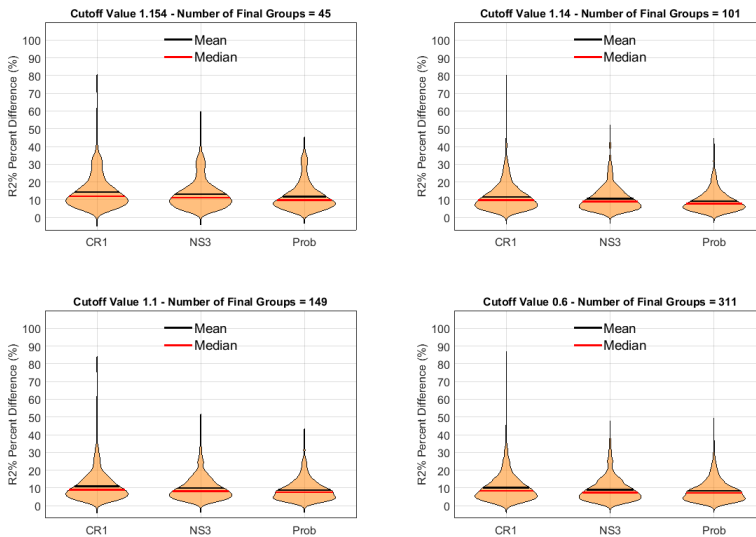 Cutoff Value 1.154 - Number of Final Groups = 45
R2% Percent Difference (%)
100
90
80
70
60
50
40
30
20
10
0
Mean
Median
CR1 NS3 Prob
Cutoff Value 1.14 - Number of Final Groups = 101
R2% Percent Difference (%)
100
90
80
70
60
50
40
30
20
10
0
Mean
Median
CR1 NS3 Prob
Cutoff Value 1.1 - Number of Final Groups = 149
R2% Percent Difference (%)
100
90
80
70
60
50
40
30
20
10
0
Mean
Median
CR1 NS3 Prob
Cutoff Value 0.6 - Number of Final Groups = 311
R2% Percent Difference (%)
100
90
80
70
60
50
40
30
20
10
0
Mean
Median
CR1 NS3 Prob